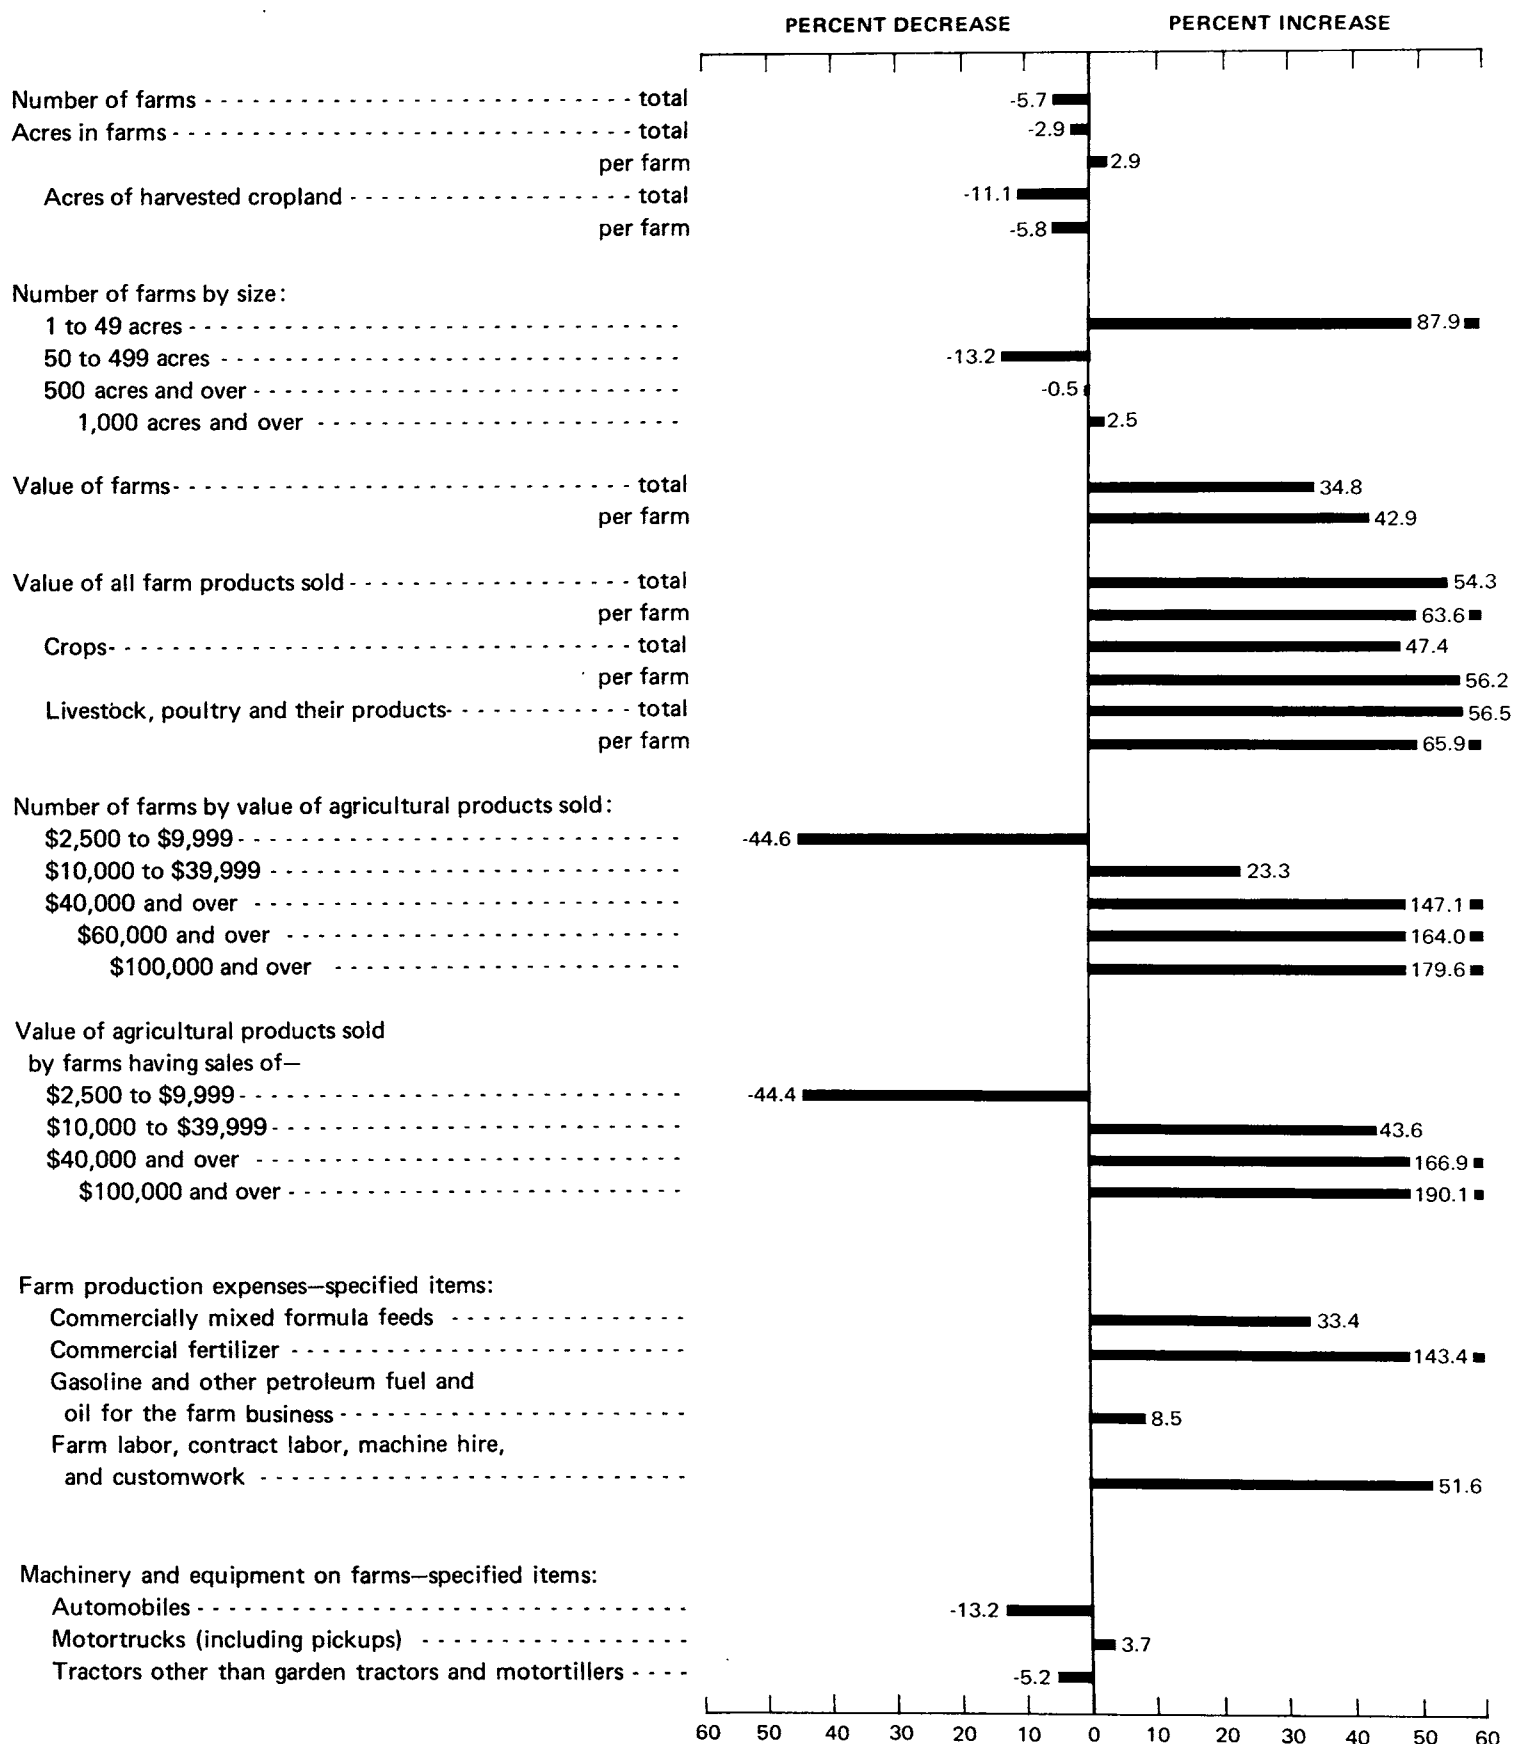 PERCENT DECREASE PERCENT INCREASE
Number of farms - - - total -5.7
Acres in farms - - - total -2.9
per farm 2.9
Acres of harvested cropland - - - total -11.1
per farm -5.8
Number of farms by size:
1 to 49 acres - - - 87.9
50 to 499 acres - - - -13.2
500 acres and over - - - -0.5
1,000 acres and over - - - 2.5
Value of farms - - - total 34.8
per farm 42.9
Value of all farm products sold - - - total 54.3
per farm 63.6
Crops - - - total 47.4
per farm 56.2
Livestock, poultry and their products - - - total 56.5
per farm 65.9
Number of farms by value of agricultural products sold:
$2,500 to $9,999 - - - -44.6
$10,000 to $39,999 - - - 23.3
$40,000 and over - - - 147.1
$60,000 and over - - - 164.0
$100,000 and over - - - 179.6
Value of agricultural products sold
by farms having sales of—
$2,500 to $9,999 - - - -44.4
$10,000 to $39,999 - - - 43.6
$40,000 and over - - - 166.9
$100,000 and over - - - 190.1
Farm production expenses—specified items:
Commercially mixed formula feeds - - - 33.4
Commercial fertilizer - - - 143.4
Gasoline and other petroleum fuel and
oil for the farm business - - - 8.5
Farm labor, contract labor, machine hire,
and customwork - - - 51.6
Machinery and equipment on farms—specified items:
Automobiles - - - -13.2
Motortrucks (including pickups) - - - 3.7
Tractors other than garden tractors and motortillers - - - -5.2
60 50 40 30 20 10 0 10 20 30 40 50 60